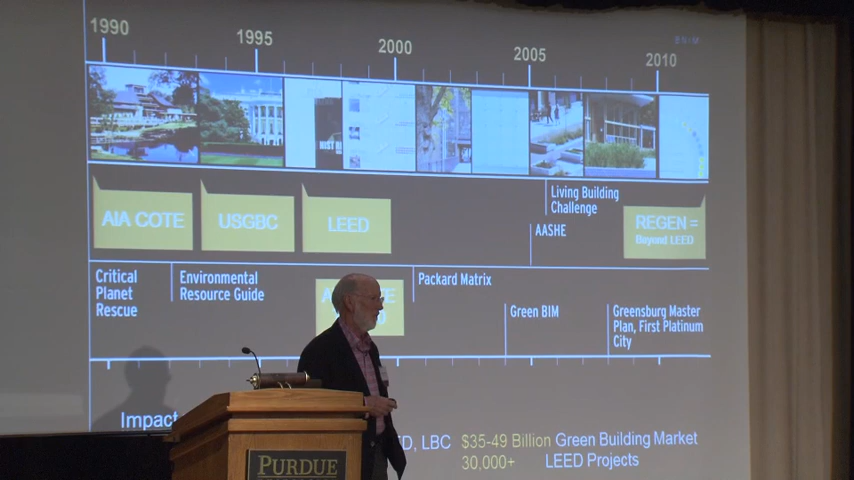 1990
1995
2000
2005
2010
AIA COTE
USGBC
LEED
Living Building
Challenge
AASHE
REGEN =
Beyond LEED
Critical
Planet
Rescue
Environmental
Resource Guide
Packard Matrix
Green BIM
Greensburg Master
Plan, First Platinum
City
Impact
LBC $35-49 Billion Green Building Market
30,000+ LEED Projects
PURDUE